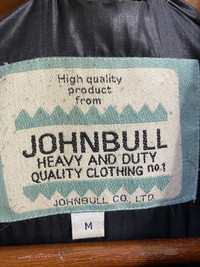 High quality
product
from
JOHNBULL
HEAVY AND DUTY
QUALITY CLOTHING no.1
JOHNBULL CO., LTD.
M